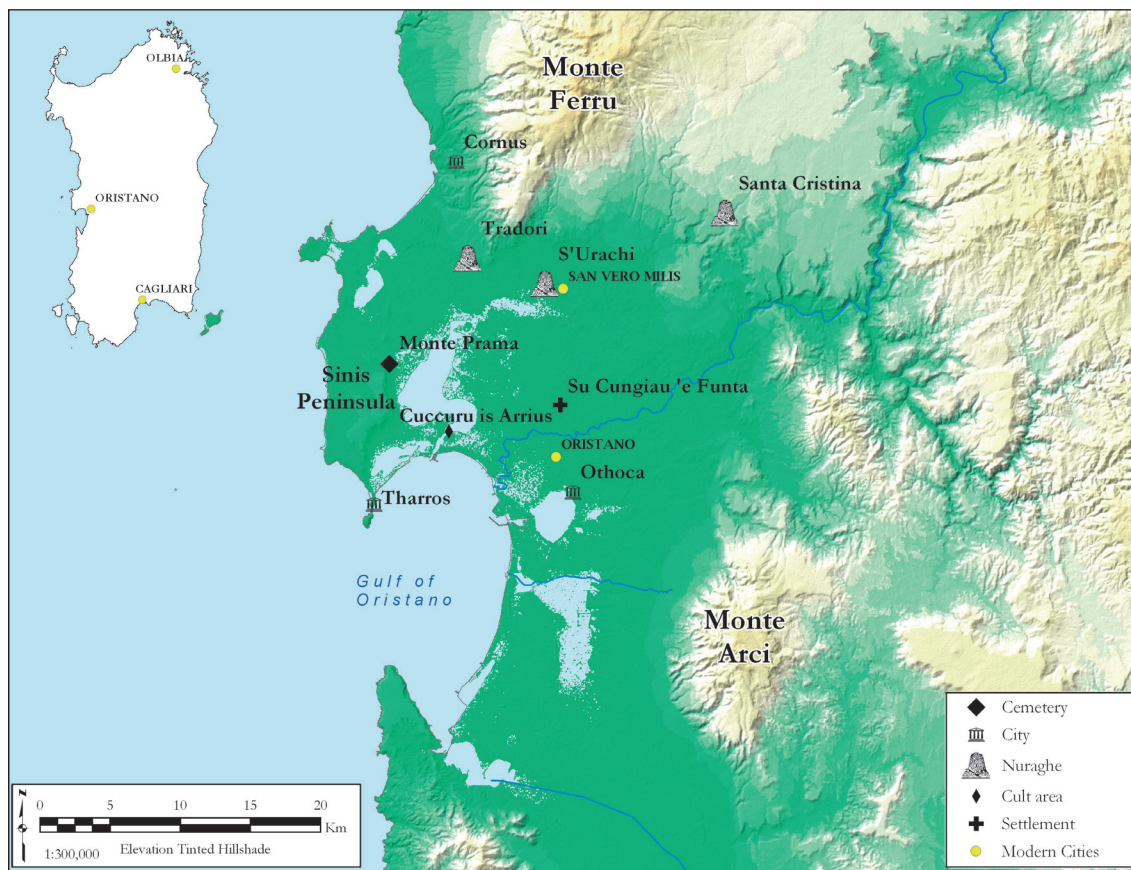 OLBIA
ORISTANO
CAGLIARI
Monte
Ferru
Cornus
Santa Cristina
Tradori
S'Urachi
SAN VERO MILIS
Monte Prama
Sinis
Peninsula
Su Cungiau 'e Funta
Cuccuru is Arrius
ORISTANO
Othoca
Tharros
Gulf of
Oristano
Monte
Arci
Cemetery
City
Nuraghe
Cult area
Settlement
Modern Cities
N
0 5 10 15 20
Km
1:300,000 Elevation Tinted Hillshade